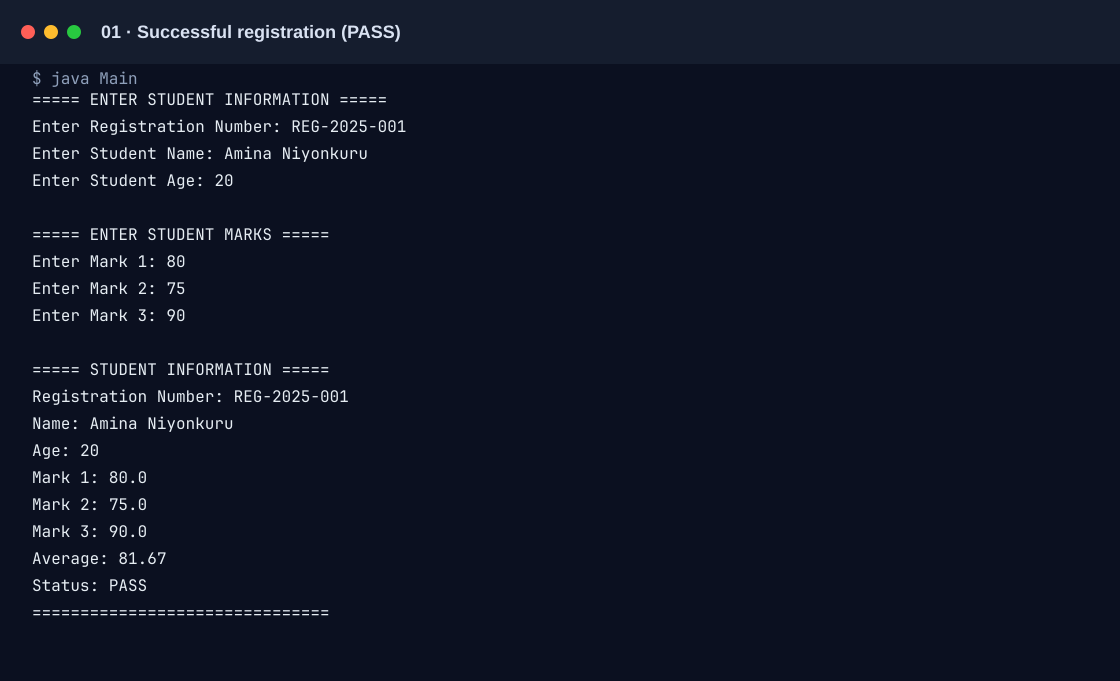 01 · Successful registration (PASS)
$ java Main
===== ENTER STUDENT INFORMATION =====
Enter Registration Number: REG-2025-001
Enter Student Name: Amina Niyonkuru
Enter Student Age: 20
===== ENTER STUDENT MARKS =====
Enter Mark 1: 80
Enter Mark 2: 75
Enter Mark 3: 90
===== STUDENT INFORMATION =====
Registration Number: REG-2025-001
Name: Amina Niyonkuru
Age: 20
Mark 1: 80.0
Mark 2: 75.0
Mark 3: 90.0
Average: 81.67
Status: PASS
===============================